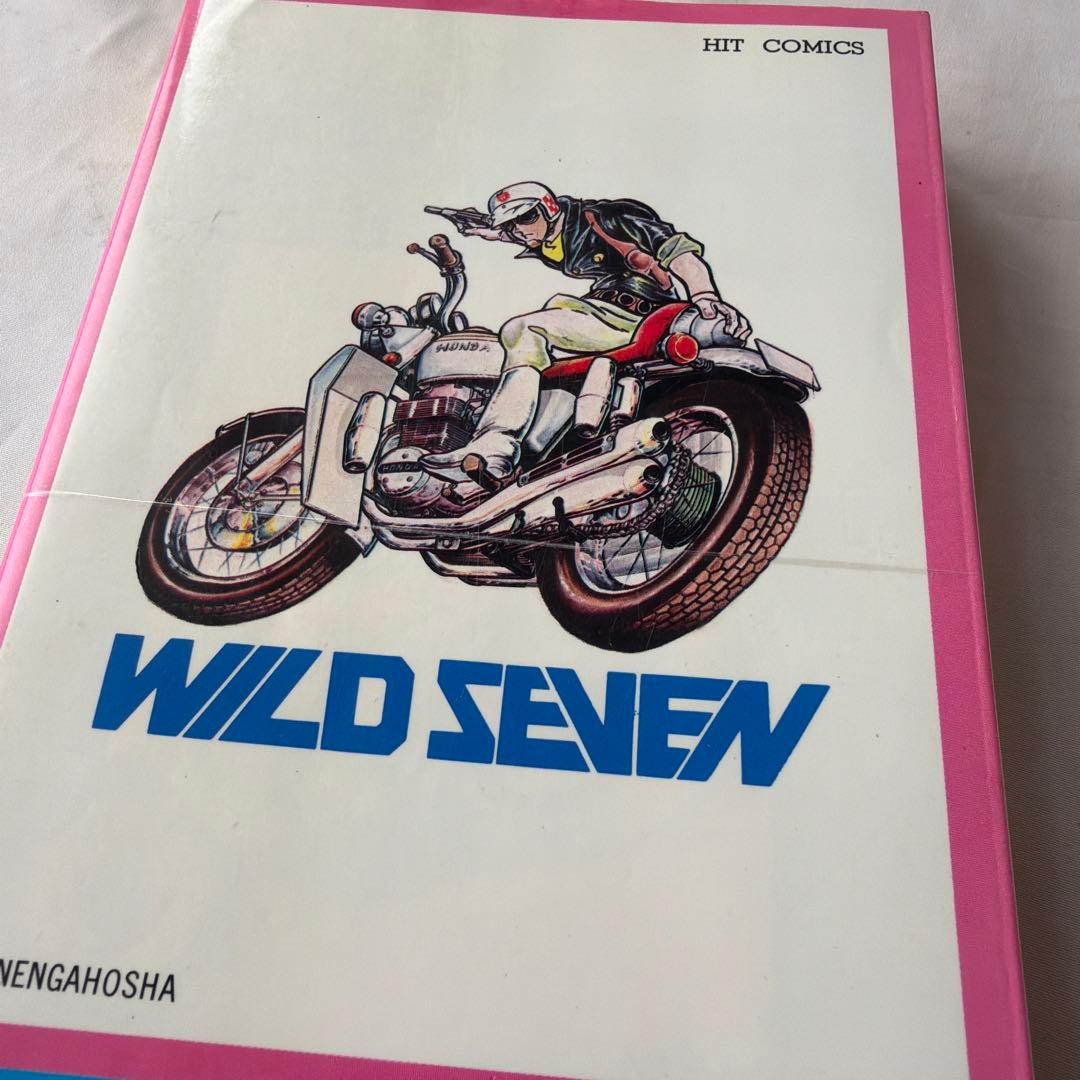 HIT COMICS
HONDA
HONDA
WILD SEVEN
NENGAHOSHA